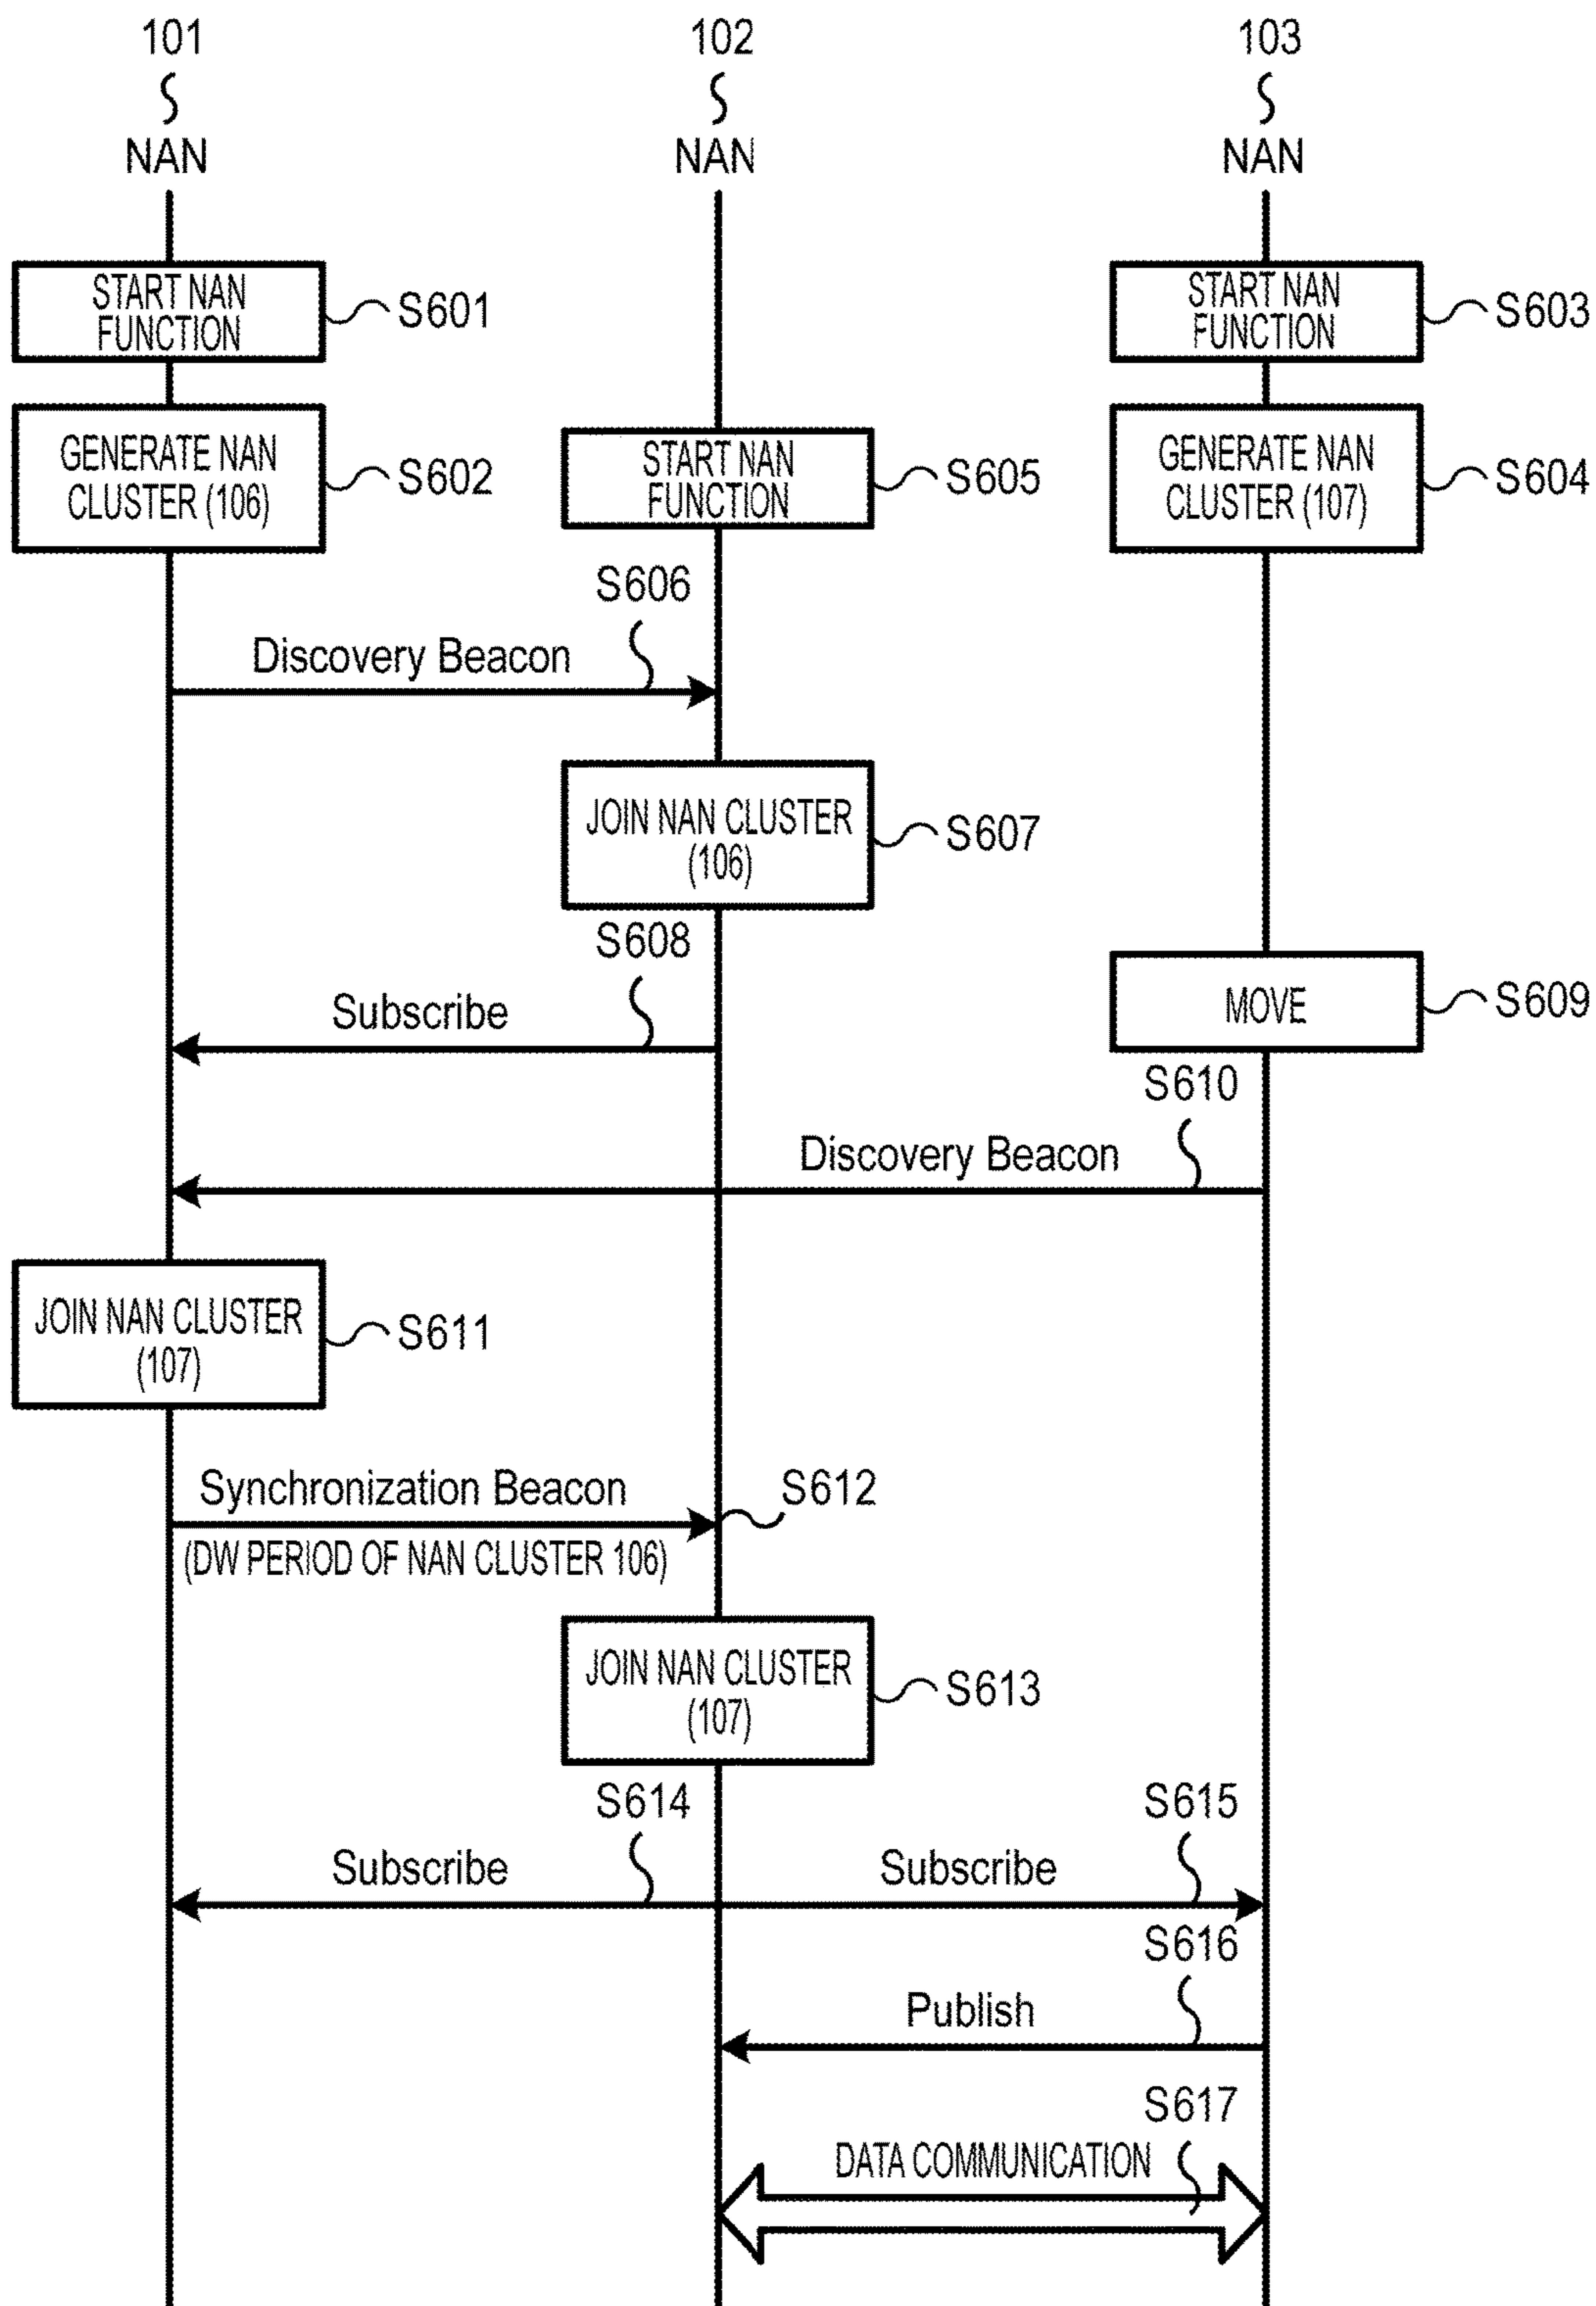 101
102
103
NAN
NAN
NAN
START NAN
FUNCTION
S601
START NAN
FUNCTION
S603
GENERATE NAN
CLUSTER (106)
S602
START NAN
FUNCTION
S605
GENERATE NAN
CLUSTER (107)
S604
S606
Discovery Beacon
JOIN NAN CLUSTER
(106)
S607
S608
Subscribe
MOVE
S609
S610
Discovery Beacon
JOIN NAN CLUSTER
(107)
S611
Synchronization Beacon
S612
(DW PERIOD OF NAN CLUSTER 106)
JOIN NAN CLUSTER
(107)
S613
S614
S615
Subscribe
Subscribe
S616
Publish
S617
DATA COMMUNICATION